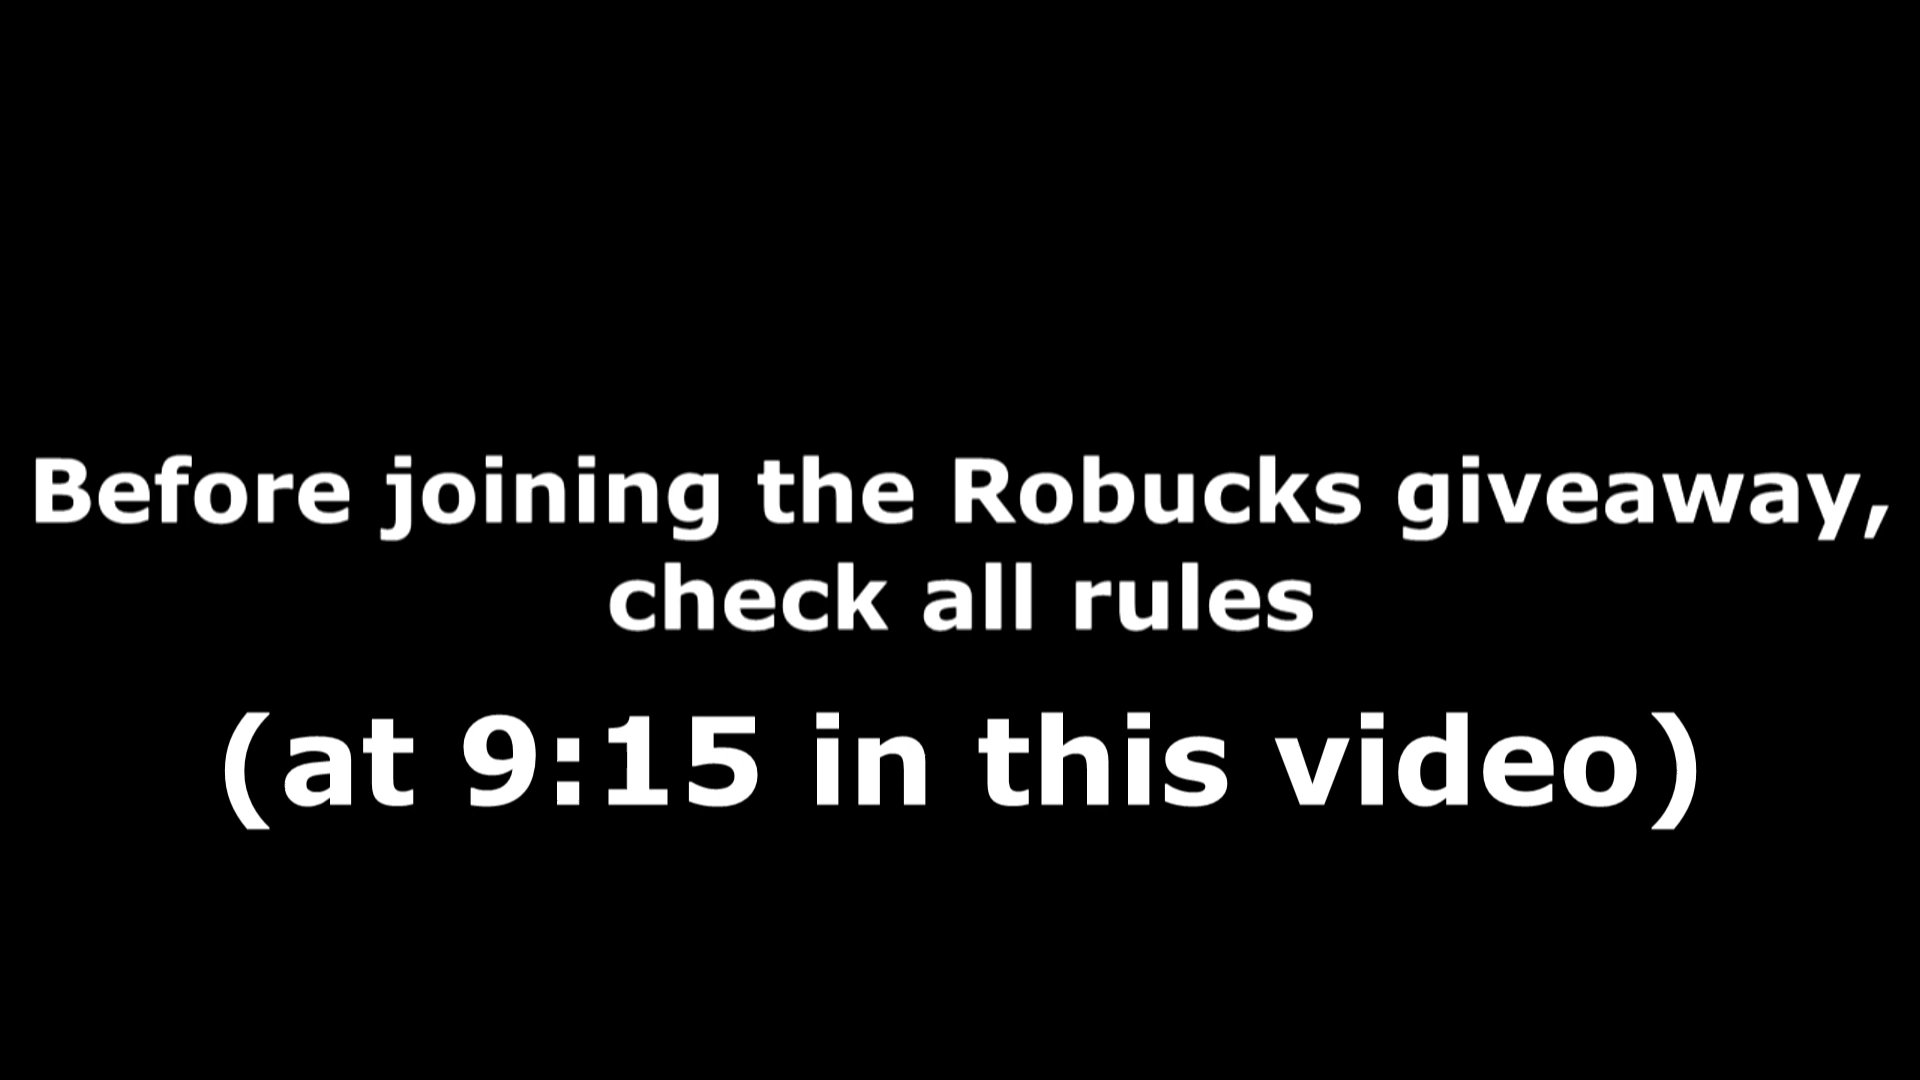 Before joining the Robucks giveaway,
check all rules
(at 9:15 in this video)